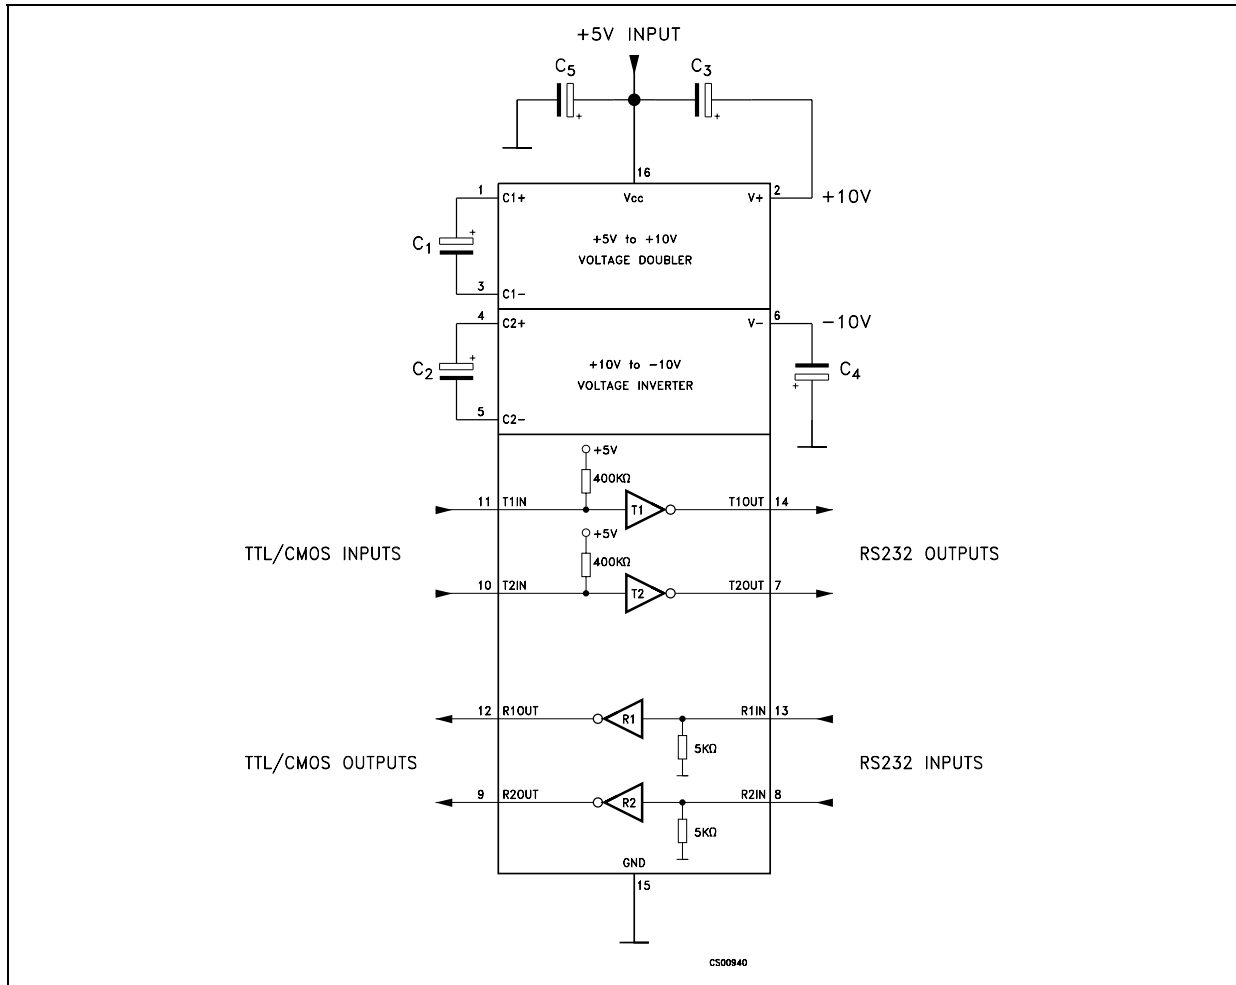 +5V INPUT
C5 C3
+ +
16
1 C1+ Vcc V+ 2 +10V
+
C1
+5V to +10V
VOLTAGE DOUBLER
3 C1-
4 C2+ V- 6 -10V
+
C2
+10V to -10V
VOLTAGE INVERTER
C4
+
5 C2-
+5V
400KΩ
11 T1IN T1 T1OUT 14
+5V
TTL/CMOS INPUTS RS232 OUTPUTS
400KΩ
10 T2IN T2 T2OUT 7
12 R1OUT R1 R1IN 13
5KΩ
TTL/CMOS OUTPUTS RS232 INPUTS
9 R2OUT R2 R2IN 8
5KΩ
GND
15
CS00940